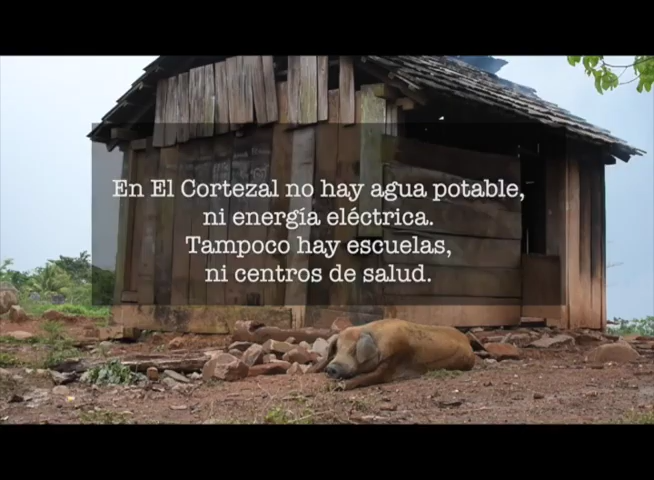 En El Cortezal no hay agua potable,
ni energía eléctrica.
Tampoco hay escuelas,
ni centros de salud.